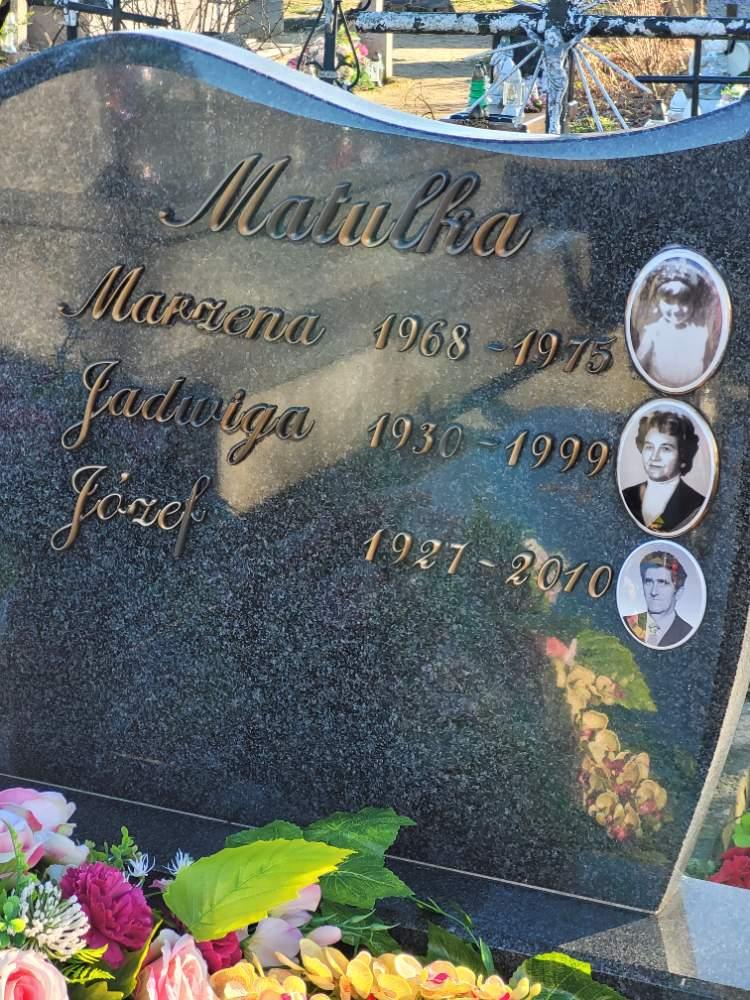 Matulka
Marzena 1968 - 1975
Jadwiga 1930 - 1999
Józef 1927 - 2010